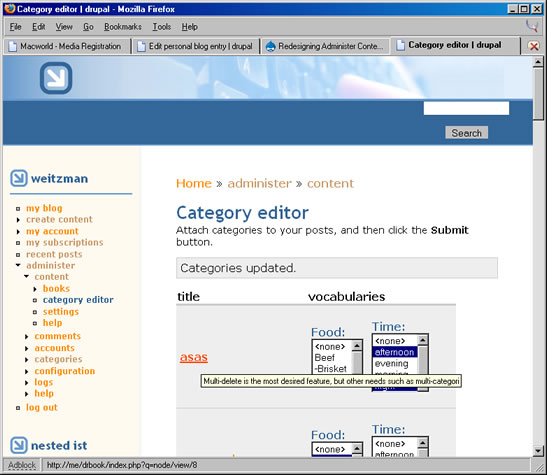 Category editor | drupal - Mozilla Firefox
File Edit View Go Bookmarks Tools Help
Macworld - Media Registration
Edit personal blog entry | drupal
Redesigning Administer Conte...
Category editor | drupal
Search
weitzman
my blog
create content
my account
my subscriptions
recent posts
administer
content
books
category editor
settings
help
comments
accounts
categories
configuration
logs
help
log out
nested ist
Home » administer » content
Category editor
Attach categories to your posts, and then click the Submit
button.
Categories updated.
title vocabularies
asas
Food:
<none>
Beef
-Brisket
Time:
<none>
afternoon
evening
morning
Multi-delete is the most desired feature, but other needs such as multi-categori
Food:
<none>
Time:
<none>
Adblock http://me/drbook/index.php?q=node/view/8